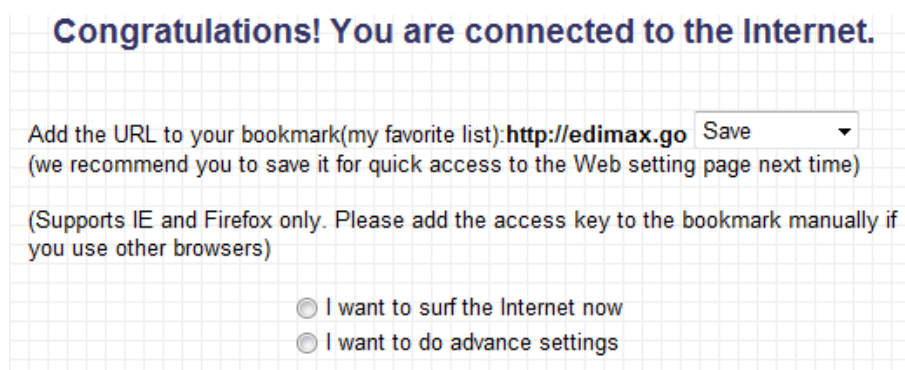 Congratulations! You are connected to the Internet.
Add the URL to your bookmark(my favorite list):http://edimax.go Save
(we recommend you to save it for quick access to the Web setting page next time)
(Supports IE and Firefox only. Please add the access key to the bookmark manually if
you use other browsers)
I want to surf the Internet now
I want to do advance settings